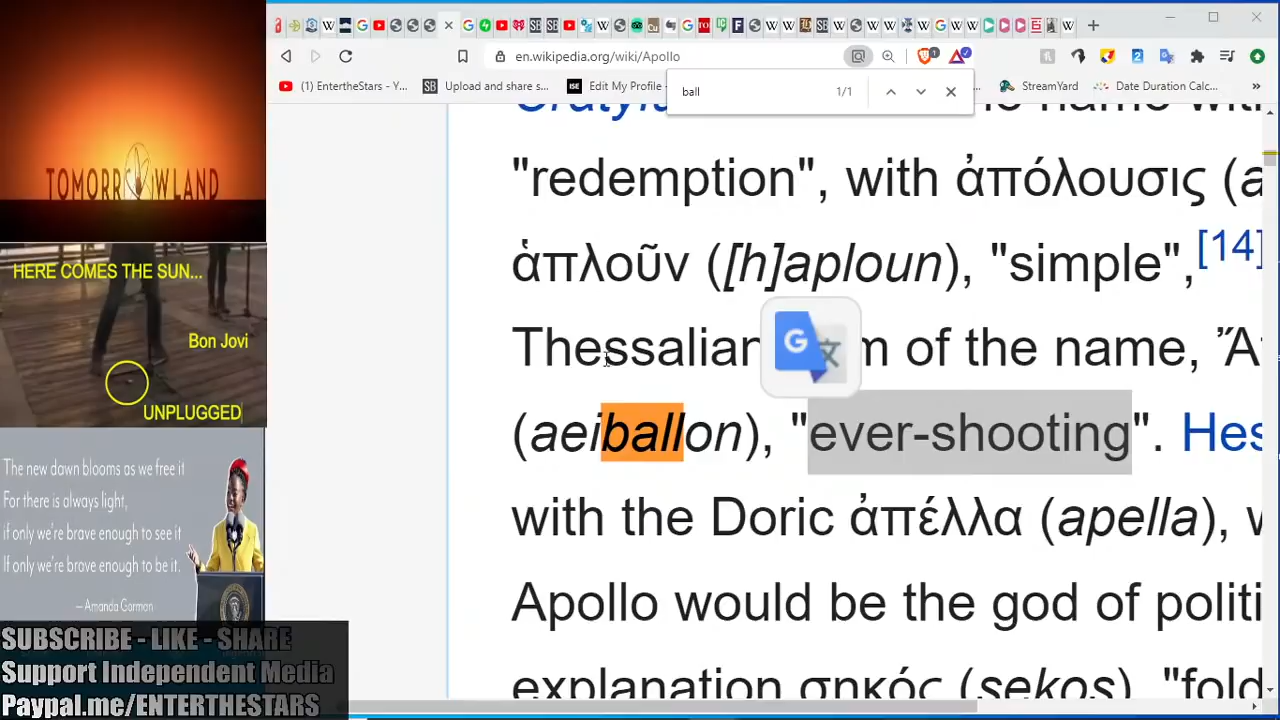 TOMORROWLAND
HERE COMES THE SUN...
Bon Jovi
UNPLUGGED
The new dawn blooms as we free it
For there is always light,
if only we're brave enough to see it
If only we're brave enough to be it.
— Amanda Gorman
SUBSCRIBE - LIKE - SHARE
Support Independent Media
Paypal.me/ENTERTHESTARS
en.wikipedia.org/wiki/Apollo
(1) EntertheStars - Y...
Upload and share s...
Edit My Profile
StreamYard
Date Duration Calc...
ball 1/1
name with
"redemption", with ἀπόλουσις (a
ἁπλοῦν ([h]aploun), "simple",[14]
Thessalian m of the name, Ἄ
(aeiballon), "ever-shooting". Hes
with the Doric ἀπέλλα (apella), w
Apollo would be the god of politi
explanation σηκός (sekos), "fold